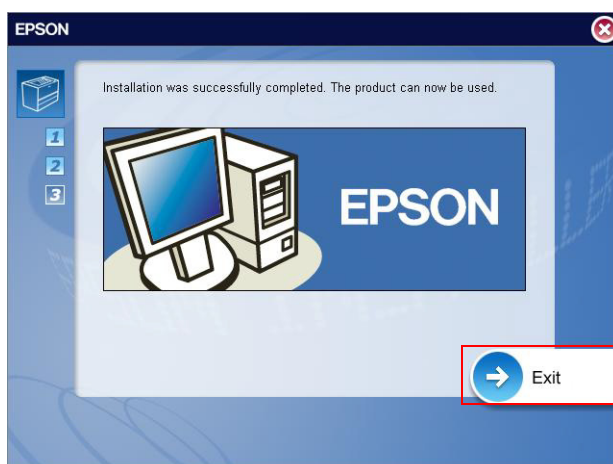 EPSON
Installation was successfully completed. The product can now be used.
1
2
3
EPSON
Exit